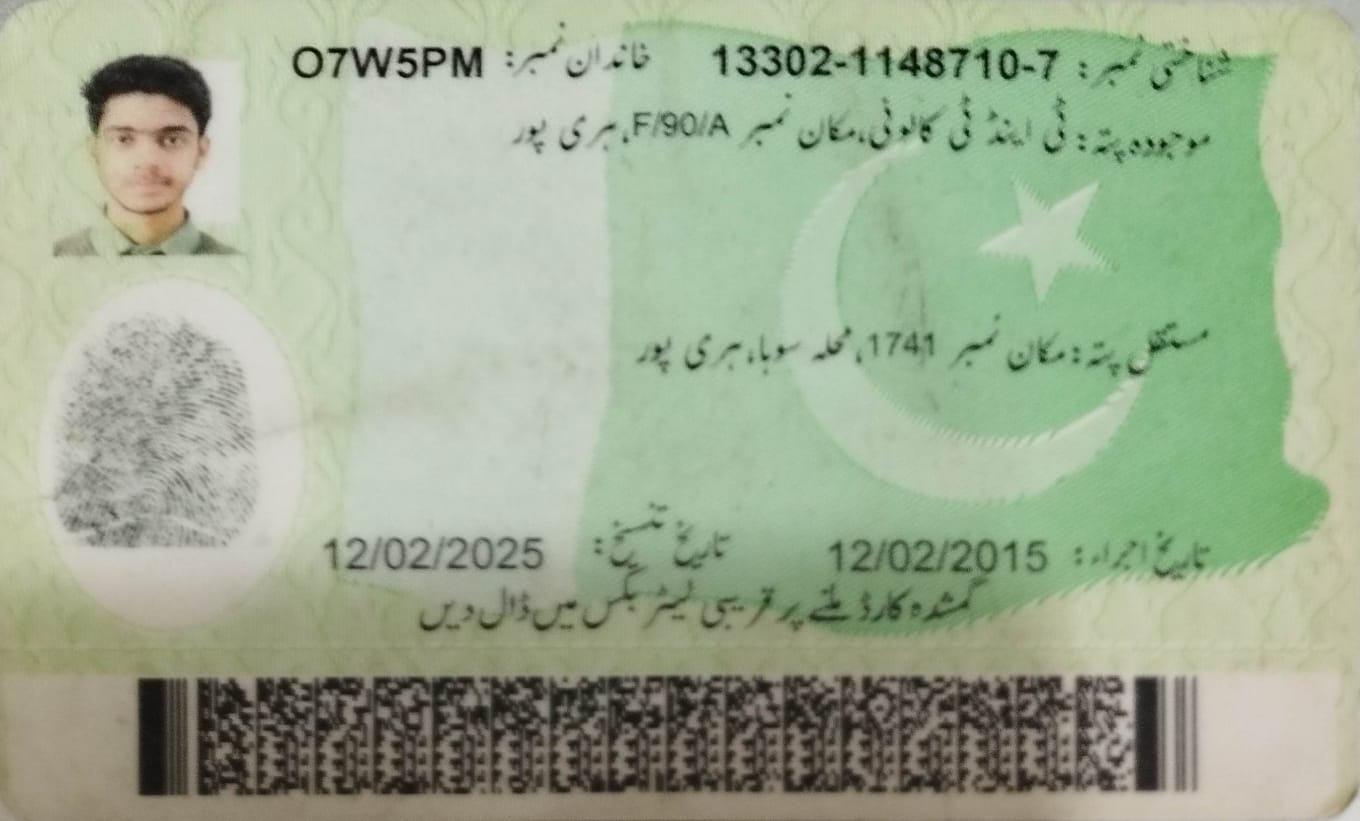 شناختی نمبر: 13302-1148710-7 خاندان نمبر: O7W5PM
موجودہ پتہ: ٹی اینڈ ٹی کالونی، مکان نمبر F/90/A، ہری پور
مستقل پتہ: مکان نمبر 1741، محلہ سوہا، ہری پور
تاریخ اجراء: 12/02/2015 تاریخ تنسیخ: 12/02/2025
گمشدہ کارڈ ملنے پر قریبی لیٹر بکس میں ڈال دیں